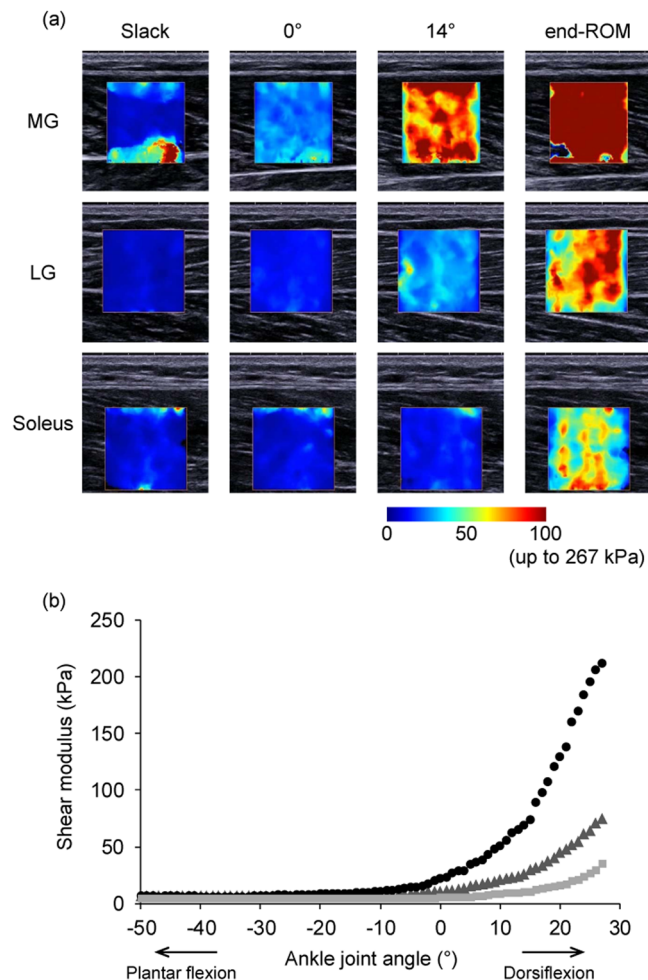 (a)
Slack 0° 14° end-ROM
MG
LG
Soleus
0 50 100
(up to 267 kPa)
(b)
250
200
150
100
50
0
Shear modulus (kPa)
-50 -40 -30 -20 -10 0 10 20 30
Ankle joint angle (°)
Plantar flexion Dorsiflexion